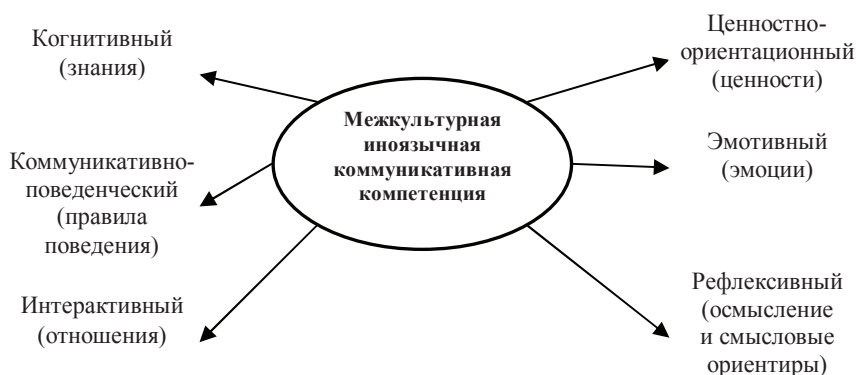 Когнитивный
(знания)
Коммуникативно-
поведенческий
(правила
поведения)
Интерактивный
(отношения)
Межкультурная
иноязычная
коммуникативная
компетенция
Ценностно-
ориентационный
(ценности)
Эмотивный
(эмоции)
Рефлексивный
(осмысление
и смысловые
ориентиры)